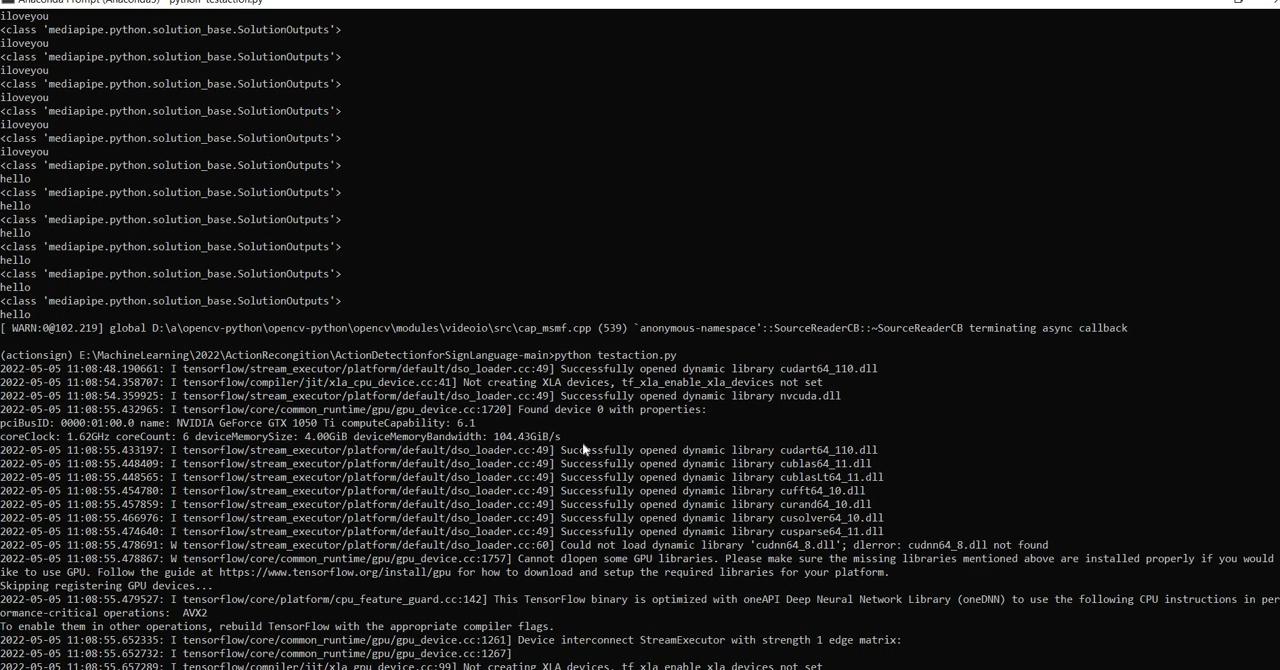 Anaconda Prompt (Anaconda3) - python testaction.py
iloveyou
<class 'mediapipe.python.solution_base.SolutionOutputs'>
iloveyou
<class 'mediapipe.python.solution_base.SolutionOutputs'>
iloveyou
<class 'mediapipe.python.solution_base.SolutionOutputs'>
iloveyou
<class 'mediapipe.python.solution_base.SolutionOutputs'>
iloveyou
<class 'mediapipe.python.solution_base.SolutionOutputs'>
iloveyou
<class 'mediapipe.python.solution_base.SolutionOutputs'>
hello
<class 'mediapipe.python.solution_base.SolutionOutputs'>
hello
<class 'mediapipe.python.solution_base.SolutionOutputs'>
hello
<class 'mediapipe.python.solution_base.SolutionOutputs'>
hello
<class 'mediapipe.python.solution_base.SolutionOutputs'>
hello
<class 'mediapipe.python.solution_base.SolutionOutputs'>
hello
[ WARN:0@102.219] global D:\a\opencv-python\opencv-python\opencv\modules\videoio\src\cap_msmf.cpp (539) `anonymous-namespace'::SourceReaderCB::~SourceReaderCB terminating async callback
(actionsign) E:\MachineLearning\2022\ActionRecongition\ActionDetectionforSignLanguage-main>python testaction.py
2022-05-05 11:08:48.190661: I tensorflow/stream_executor/platform/default/dso_loader.cc:49] Successfully opened dynamic library cudart64_110.dll
2022-05-05 11:08:54.358707: I tensorflow/compiler/jit/xla_cpu_device.cc:41] Not creating XLA devices, tf_xla_enable_xla_devices not set
2022-05-05 11:08:54.359925: I tensorflow/stream_executor/platform/default/dso_loader.cc:49] Successfully opened dynamic library nvcuda.dll
2022-05-05 11:08:55.432965: I tensorflow/core/common_runtime/gpu/gpu_device.cc:1720] Found device 0 with properties:
pciBusID: 0000:01:00.0 name: NVIDIA GeForce GTX 1050 Ti computeCapability: 6.1
coreClock: 1.62GHz coreCount: 6 deviceMemorySize: 4.00GiB deviceMemoryBandwidth: 104.43GiB/s
2022-05-05 11:08:55.433197: I tensorflow/stream_executor/platform/default/dso_loader.cc:49] Successfully opened dynamic library cudart64_110.dll
2022-05-05 11:08:55.448409: I tensorflow/stream_executor/platform/default/dso_loader.cc:49] Successfully opened dynamic library cublas64_11.dll
2022-05-05 11:08:55.448565: I tensorflow/stream_executor/platform/default/dso_loader.cc:49] Successfully opened dynamic library cublasLt64_11.dll
2022-05-05 11:08:55.454780: I tensorflow/stream_executor/platform/default/dso_loader.cc:49] Successfully opened dynamic library cufft64_10.dll
2022-05-05 11:08:55.457859: I tensorflow/stream_executor/platform/default/dso_loader.cc:49] Successfully opened dynamic library curand64_10.dll
2022-05-05 11:08:55.466976: I tensorflow/stream_executor/platform/default/dso_loader.cc:49] Successfully opened dynamic library cusolver64_10.dll
2022-05-05 11:08:55.474640: I tensorflow/stream_executor/platform/default/dso_loader.cc:49] Successfully opened dynamic library cusparse64_11.dll
2022-05-05 11:08:55.478691: W tensorflow/stream_executor/platform/default/dso_loader.cc:60] Could not load dynamic library 'cudnn64_8.dll'; dlerror: cudnn64_8.dll not found
2022-05-05 11:08:55.478867: W tensorflow/core/common_runtime/gpu/gpu_device.cc:1757] Cannot dlopen some GPU libraries. Please make sure the missing libraries mentioned above are installed properly if you would
ike to use GPU. Follow the guide at https://www.tensorflow.org/install/gpu for how to download and setup the required libraries for your platform.
Skipping registering GPU devices...
2022-05-05 11:08:55.479527: I tensorflow/core/platform/cpu_feature_guard.cc:142] This TensorFlow binary is optimized with oneAPI Deep Neural Network Library (oneDNN) to use the following CPU instructions in per
ormance-critical operations:  AVX2
To enable them in other operations, rebuild TensorFlow with the appropriate compiler flags.
2022-05-05 11:08:55.652335: I tensorflow/core/common_runtime/gpu/gpu_device.cc:1261] Device interconnect StreamExecutor with strength 1 edge matrix:
2022-05-05 11:08:55.652732: I tensorflow/core/common_runtime/gpu/gpu_device.cc:1267]
2022-05-05 11:08:55.657289: I tensorflow/compiler/jit/xla_gpu_device.cc:99] Not creating XLA devices, tf_xla_enable_xla_devices not set